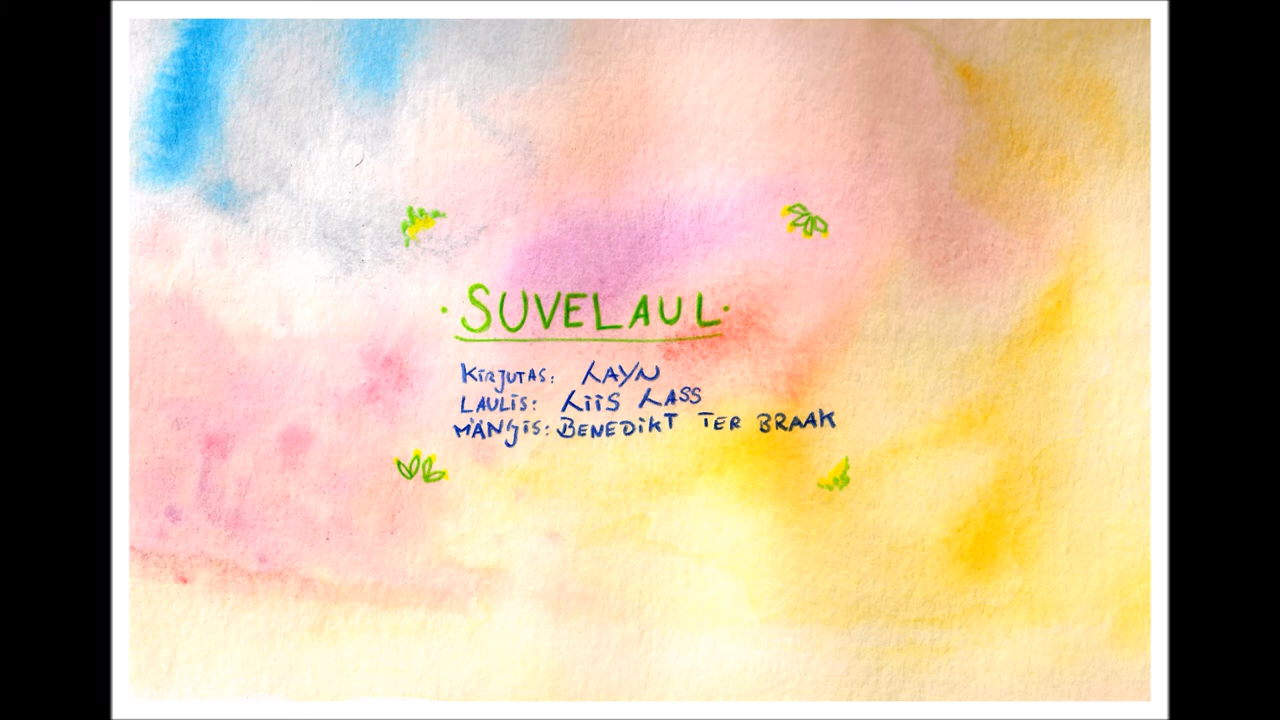 · SUVELAUL ·
KIRJUTAS: LAYN
LAULIS: LIIS LASS
MÄNGIS: BENEDIKT TER BRAAK